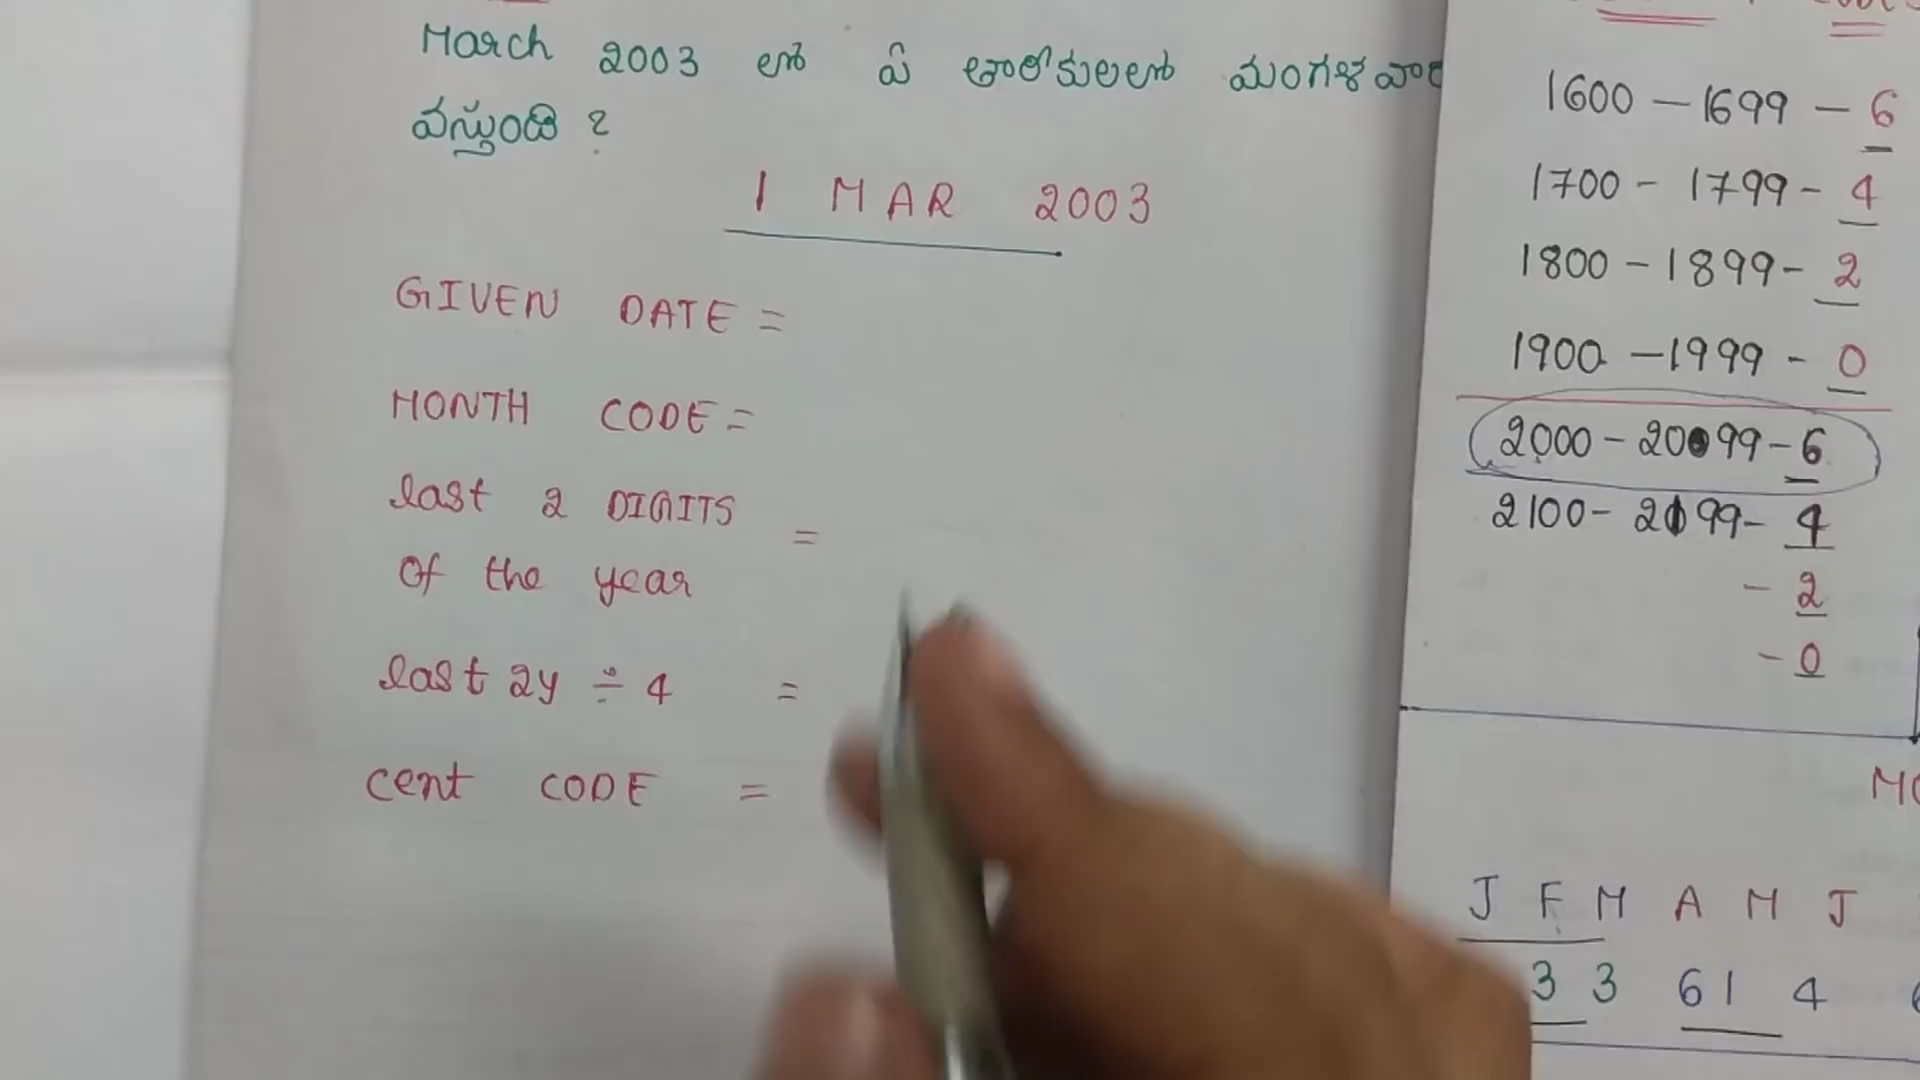 March 2003 లో ఏ తారీకులలో మంగళవార
వస్తుంది ?
1 MAR 2003
GIVEN DATE =
MONTH CODE =
last 2 DIGITS
=
of the year
last 2y ÷ 4 =
cent CODE =
1600 - 1699 - 6
1700 - 1799 - 4
1800 - 1899 - 2
1900 - 1999 - 0
2000 - 20099 - 6
2100 - 2199 - 4
- 2
- 0
J F M A M J
3 3 6 1 4